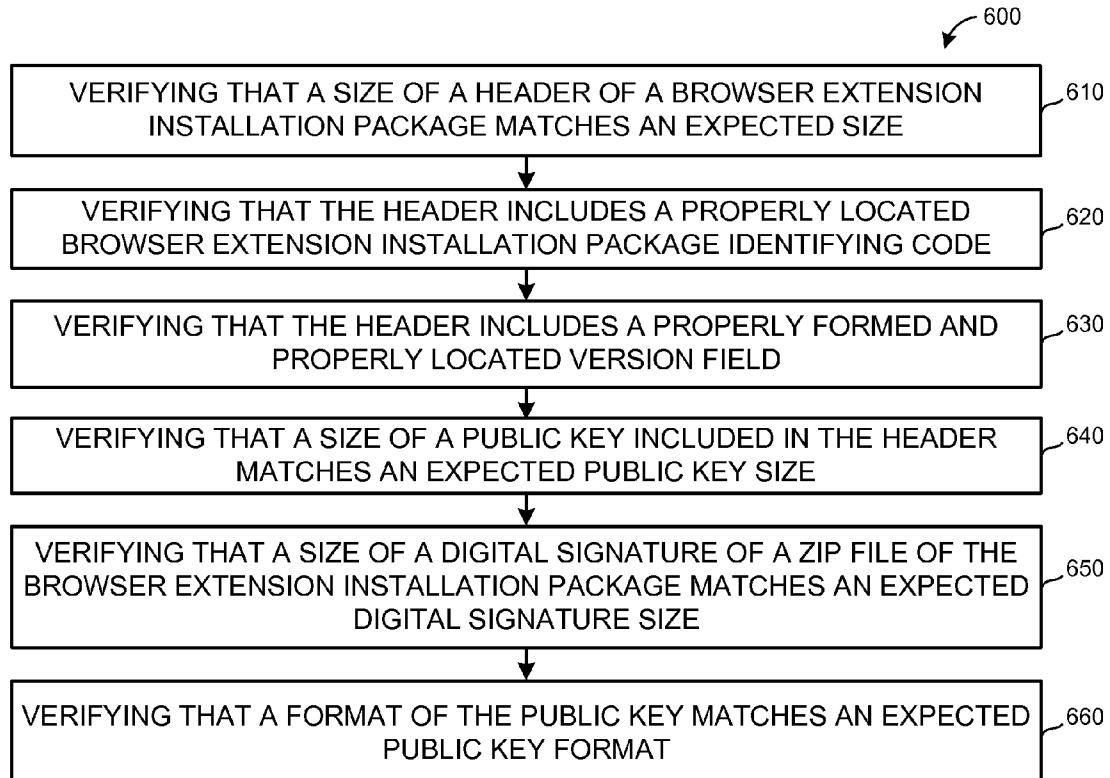 600
VERIFYING THAT A SIZE OF A HEADER OF A BROWSER EXTENSION
INSTALLATION PACKAGE MATCHES AN EXPECTED SIZE
610
VERIFYING THAT THE HEADER INCLUDES A PROPERLY LOCATED
BROWSER EXTENSION INSTALLATION PACKAGE IDENTIFYING CODE
620
VERIFYING THAT THE HEADER INCLUDES A PROPERLY FORMED AND
PROPERLY LOCATED VERSION FIELD
630
VERIFYING THAT A SIZE OF A PUBLIC KEY INCLUDED IN THE HEADER
MATCHES AN EXPECTED PUBLIC KEY SIZE
640
VERIFYING THAT A SIZE OF A DIGITAL SIGNATURE OF A ZIP FILE OF THE
BROWSER EXTENSION INSTALLATION PACKAGE MATCHES AN EXPECTED
DIGITAL SIGNATURE SIZE
650
VERIFYING THAT A FORMAT OF THE PUBLIC KEY MATCHES AN EXPECTED
PUBLIC KEY FORMAT
660